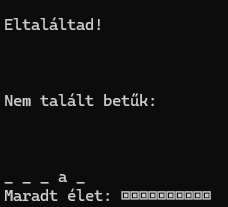 Eltaláltad!
Nem talált betűk:
_ _ _ a _
Maradt élet: ⊡⊡⊡⊡⊡⊡⊡⊡⊡⊡